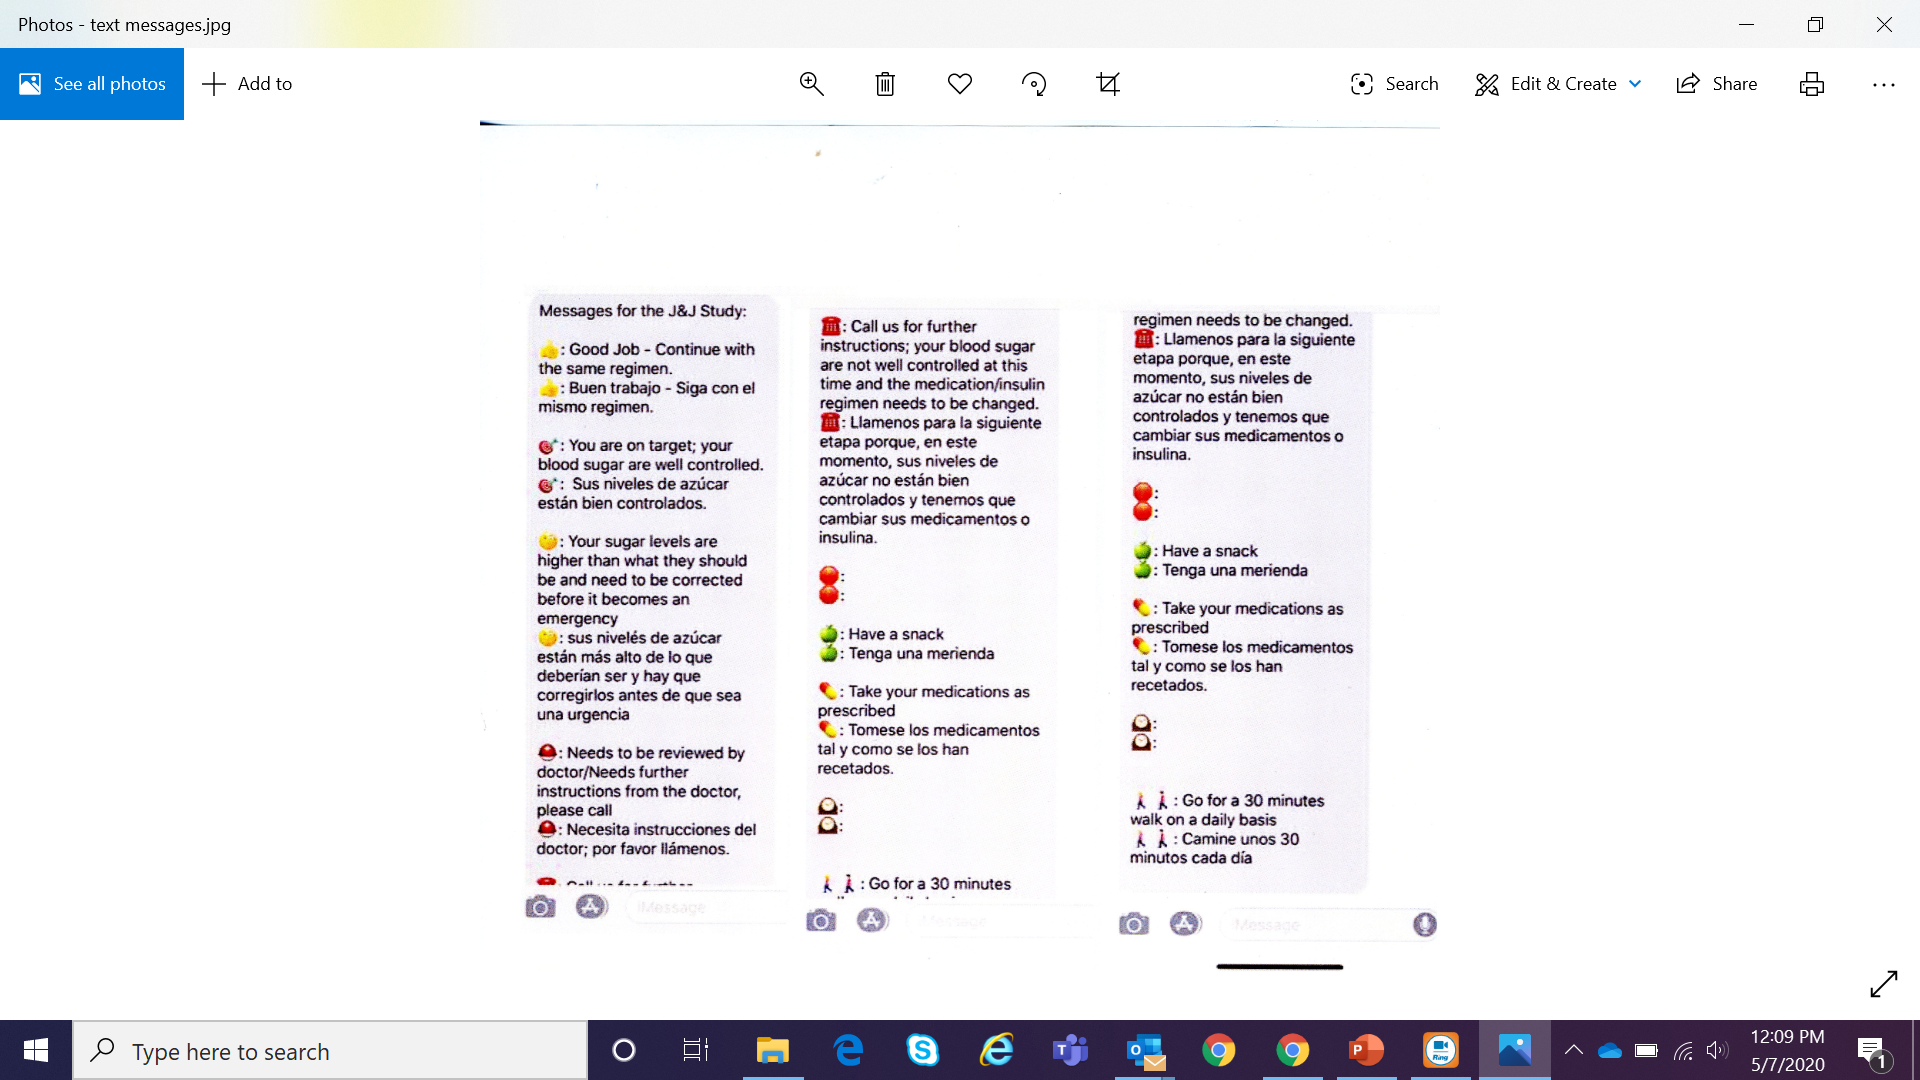 Photos - text messages.jpg
See all photos
Add to
Search
Edit & Create
Share
Messages for the J&J Study:
👍: Good Job - Continue with
the same regimen.
👍: Buen trabajo - Siga con el
mismo regimen.
🎯: You are on target; your
blood sugar are well controlled.
🎯: Sus niveles de azúcar
están bien controlados.
🤔: Your sugar levels are
higher than what they should
be and need to be corrected
before it becomes an
emergency
🤔: sus nivelés de azúcar
están más alto de lo que
deberían ser y hay que
corregirlos antes de que sea
una urgencia
⛑: Needs to be reviewed by
doctor/Needs further
instructions from the doctor,
please call
⛑: Necesita instrucciones del
doctor; por favor llámenos.
☎️: Call us for further
iMessage
☎️: Call us for further
instructions; your blood sugar
are not well controlled at this
time and the medication/insulin
regimen needs to be changed.
☎️: Llamenos para la siguiente
etapa porque, en este
momento, sus niveles de
azúcar no están bien
controlados y tenemos que
cambiar sus medicamentos o
insulina.
🛑:
🛑:
🍏: Have a snack
🍏: Tenga una merienda
💊: Take your medications as
prescribed
💊: Tomese los medicamentos
tal y como se los han
recetados.
🕰:
🕰:
🚶🚶: Go for a 30 minutes
iMessage
regimen needs to be changed.
☎️: Llamenos para la siguiente
etapa porque, en este
momento, sus niveles de
azúcar no están bien
controlados y tenemos que
cambiar sus medicamentos o
insulina.
🛑:
🛑:
🍏: Have a snack
🍏: Tenga una merienda
💊: Take your medications as
prescribed
💊: Tomese los medicamentos
tal y como se los han
recetados.
🕰:
🕰:
🚶🚶: Go for a 30 minutes
walk on a daily basis
🚶🚶: Camine unos 30
minutos cada día
iMessage
Type here to search
Ring
12:09 PM
5/7/2020
1